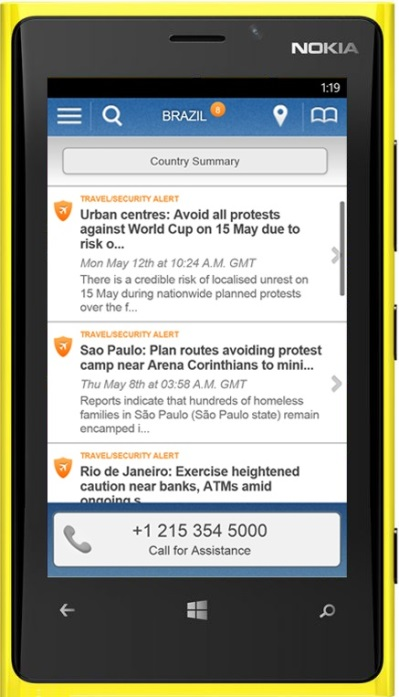 NOKIA
1:19
BRAZIL
8
Country Summary
TRAVEL/SECURITY ALERT
Urban centres: Avoid all protests
against World Cup on 15 May due to
risk o...
Mon May 12th at 10:24 A.M. GMT
There is a credible risk of localised unrest on
15 May during nationwide planned protests
over the f...
TRAVEL/SECURITY ALERT
Sao Paulo: Plan routes avoiding protest
camp near Arena Corinthians to mini...
Thu May 8th at 03:58 A.M. GMT
Reports indicate that hundreds of homeless
families in São Paulo (São Paulo state) remain
encamped i...
TRAVEL/SECURITY ALERT
Rio de Janeiro: Exercise heightened
caution near banks, ATMs amid
ongoing s
+1 215 354 5000
Call for Assistance